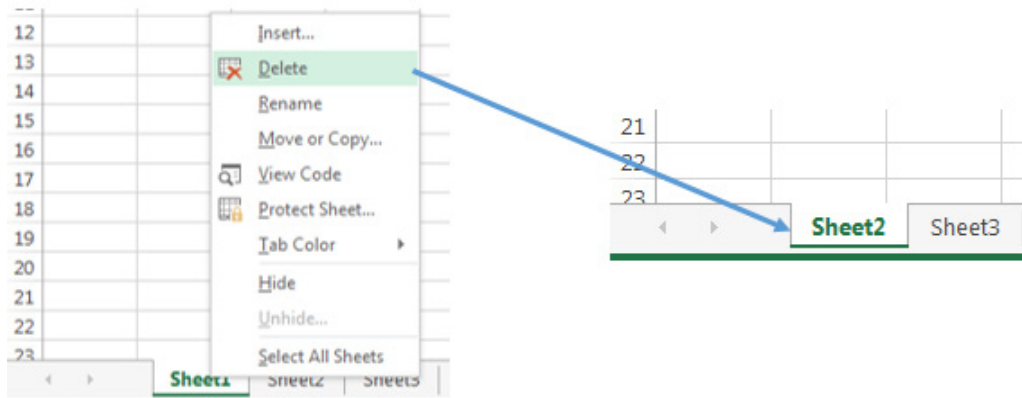 12
Insert...
13
Delete
14
Rename
15
Move or Copy...
16
17
View Code
18
Protect Sheet...
19
Tab Color
20
Hide
21
Unhide...
22
Select All Sheets
23
Sheet1 Sheet2 Sheet3
21
22
23
Sheet2 Sheet3